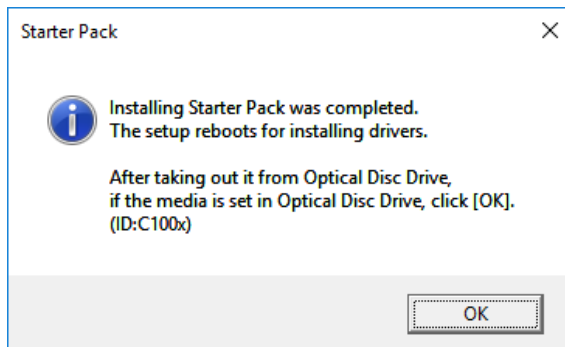 Starter Pack
Installing Starter Pack was completed.
The setup reboots for installing drivers.
After taking out it from Optical Disc Drive,
if the media is set in Optical Disc Drive, click [OK].
(ID:C100x)
OK